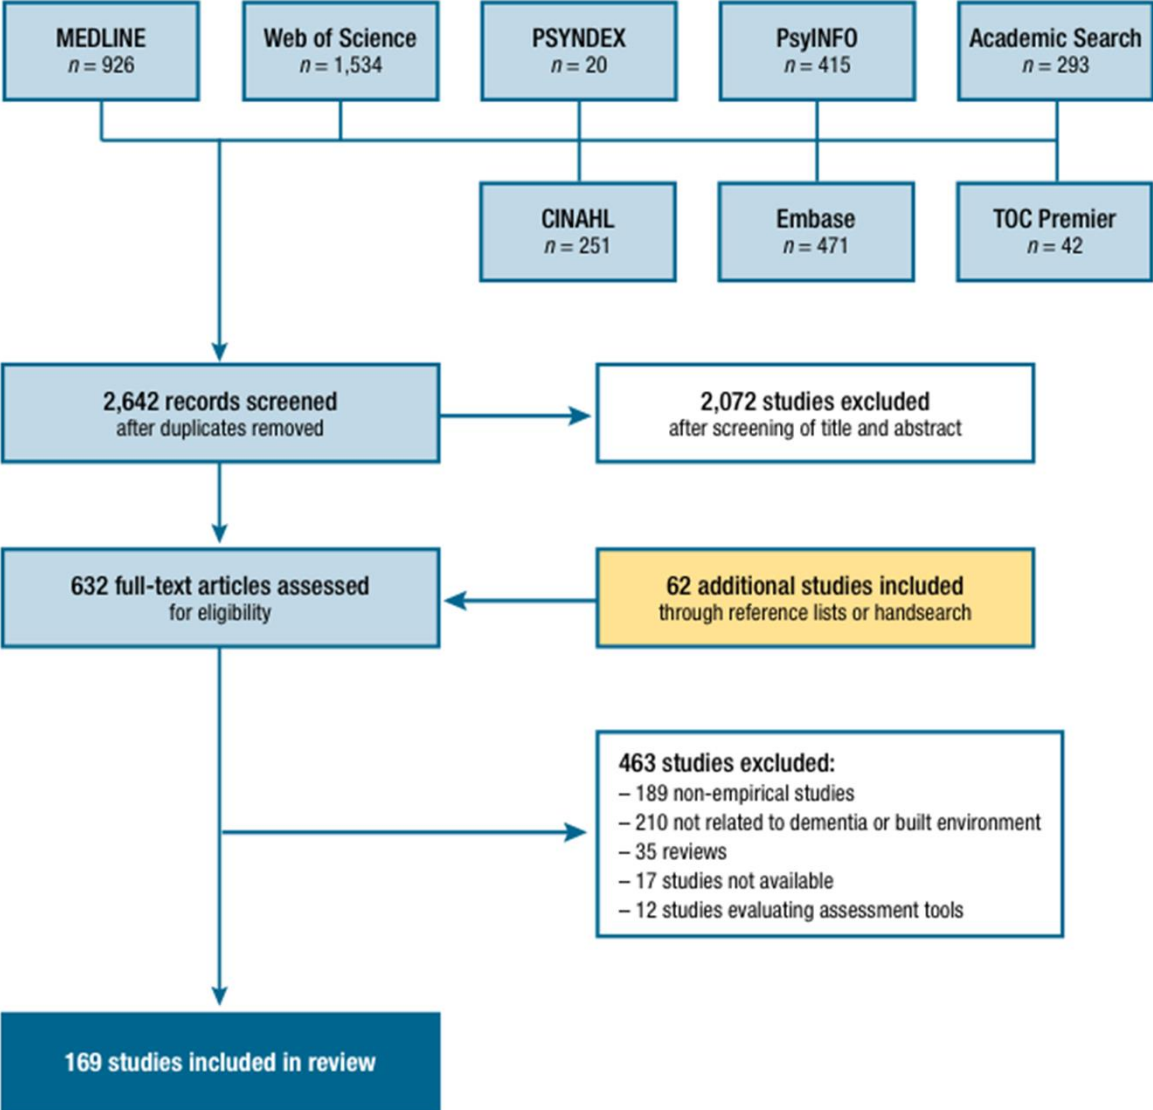 MEDLINE
n = 926
Web of Science
n = 1,534
PSYNDEX
n = 20
PsyINFO
n = 415
Academic Search
n = 293
CINAHL
n = 251
Embase
n = 471
TOC Premier
n = 42
2,642 records screened
after duplicates removed
2,072 studies excluded
after screening of title and abstract
632 full-text articles assessed
for eligibility
62 additional studies included
through reference lists or handsearch
463 studies excluded:
– 189 non-empirical studies
– 210 not related to dementia or built environment
– 35 reviews
– 17 studies not available
– 12 studies evaluating assessment tools
169 studies included in review